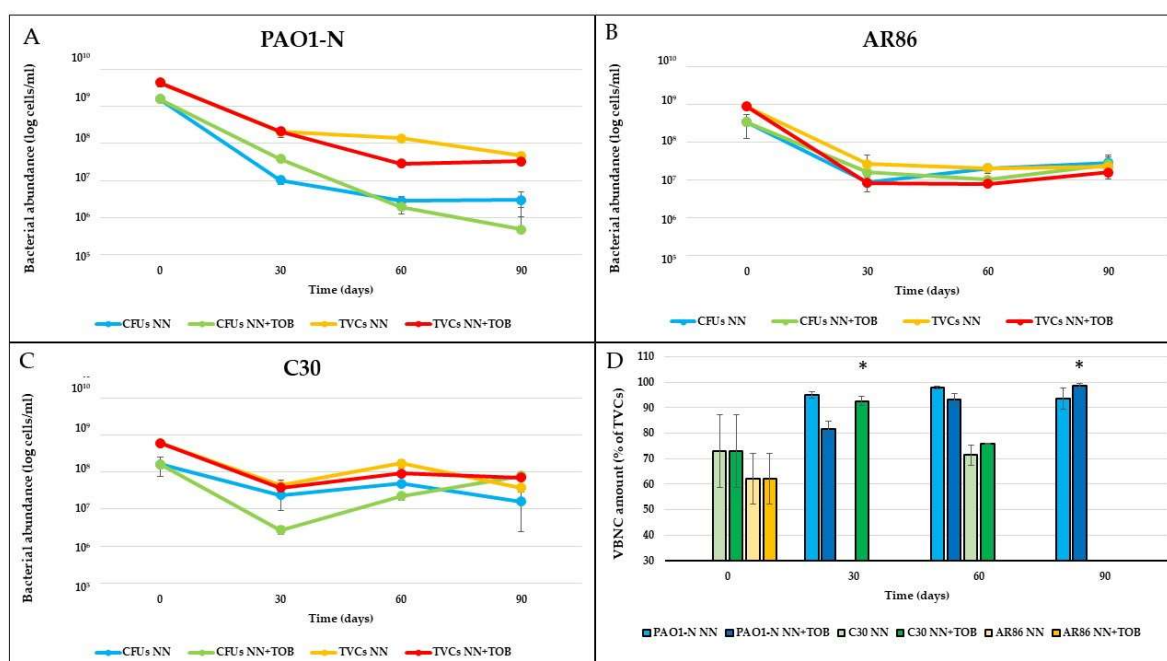 A
PAO1-N
Bacterial abundance (log cells/ml)
10¹⁰
10⁹
10⁸
10⁷
10⁶
10⁵
0 30 60 90
Time (days)
CFUs NN CFUs NN+TOB TVCs NN TVCs NN+TOB
B
AR86
Bacterial abundance (log cells/ml)
10¹⁰
10⁹
10⁸
10⁷
10⁶
10⁵
0 30 60 90
Time (days)
CFUs NN CFUs NN+TOB TVCs NN TVCs NN+TOB
C
C30
Bacterial abundance (log cells/ml)
10¹⁰
10⁹
10⁸
10⁷
10⁶
10⁵
0 30 60 90
Time (days)
CFUs NN CFUs NN+TOB TVCs NN TVCs NN+TOB
D
* *
VBNC amount (% of TVCs)
110
100
90
80
70
60
50
40
30
0 30 60 90
Time (days)
PAO1-N NN PAO1-N NN+TOB C30 NN C30 NN+TOB AR86 NN AR86 NN+TOB